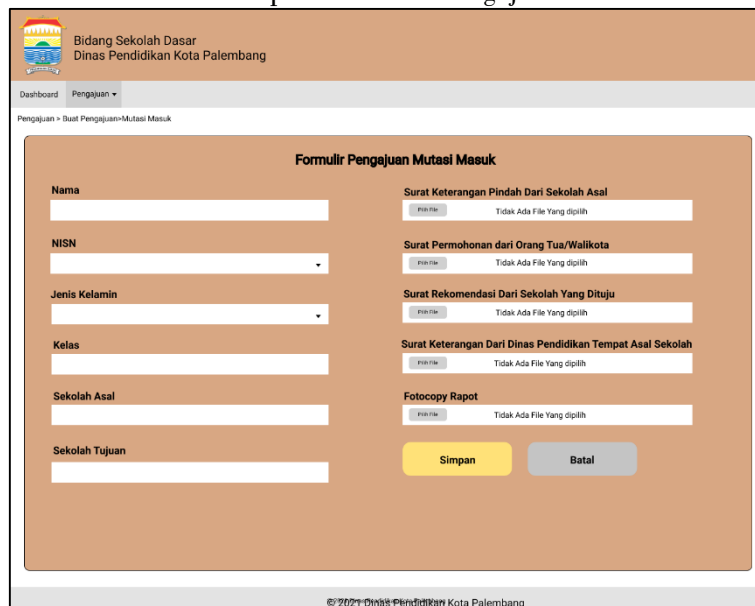 Bidang Sekolah Dasar
Dinas Pendidikan Kota Palembang
Dashboard Pengajuan
Pengajuan > Buat Pengajuan>Mutasi Masuk
Formulir Pengajuan Mutasi Masuk
Nama
NISN
Jenis Kelamin
Kelas
Sekolah Asal
Sekolah Tujuan
Surat Keterangan Pindah Dari Sekolah Asal
Pilih File Tidak Ada File Yang dipilih
Surat Permohonan dari Orang Tua/Walikota
Pilih File Tidak Ada File Yang dipilih
Surat Rekomendasi Dari Sekolah Yang Dituju
Pilih File Tidak Ada File Yang dipilih
Surat Keterangan Dari Dinas Pendidikan Tempat Asal Sekolah
Pilih File Tidak Ada File Yang dipilih
Fotocopy Rapot
Pilih File Tidak Ada File Yang dipilih
Simpan Batal
© 2021 Dinas Pendidikan Kota Palembang